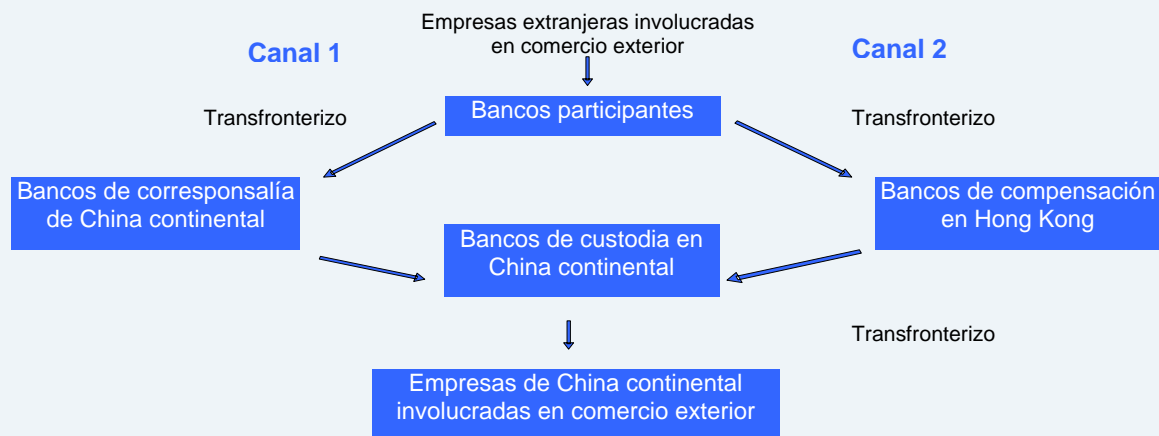 Empresas extranjeras involucradas
en comercio exterior
Canal 1
Canal 2
Transfronterizo
Bancos participantes
Transfronterizo
Bancos de corresponsalía
de China continental
Bancos de compensación
en Hong Kong
Bancos de custodia en
China continental
Transfronterizo
Empresas de China continental
involucradas en comercio exterior